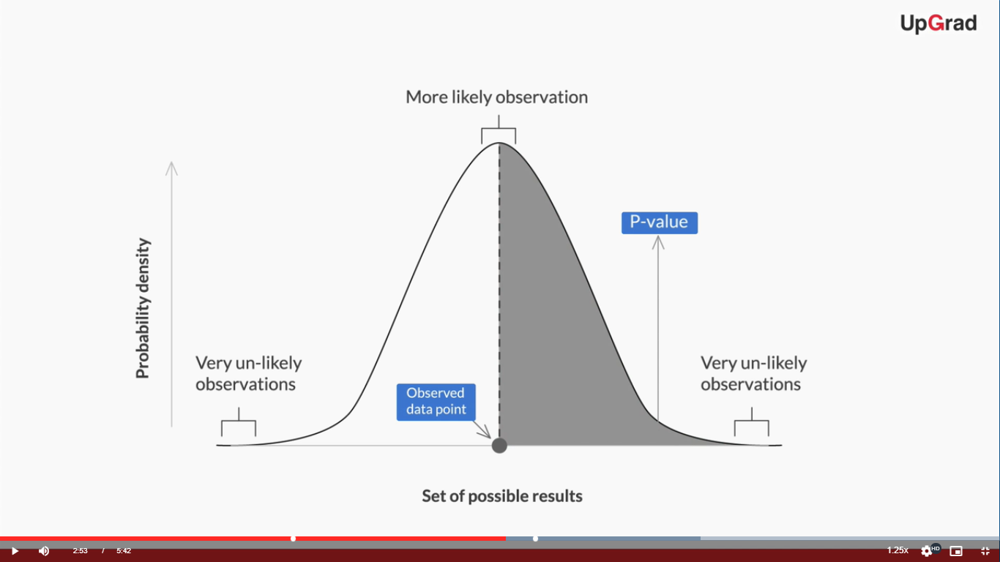 UpGrad
More likely observation
P-value
Probability density
Very un-likely
observations
Observed
data point
Very un-likely
observations
Set of possible results
2:53 / 5:42
1.25x
HD